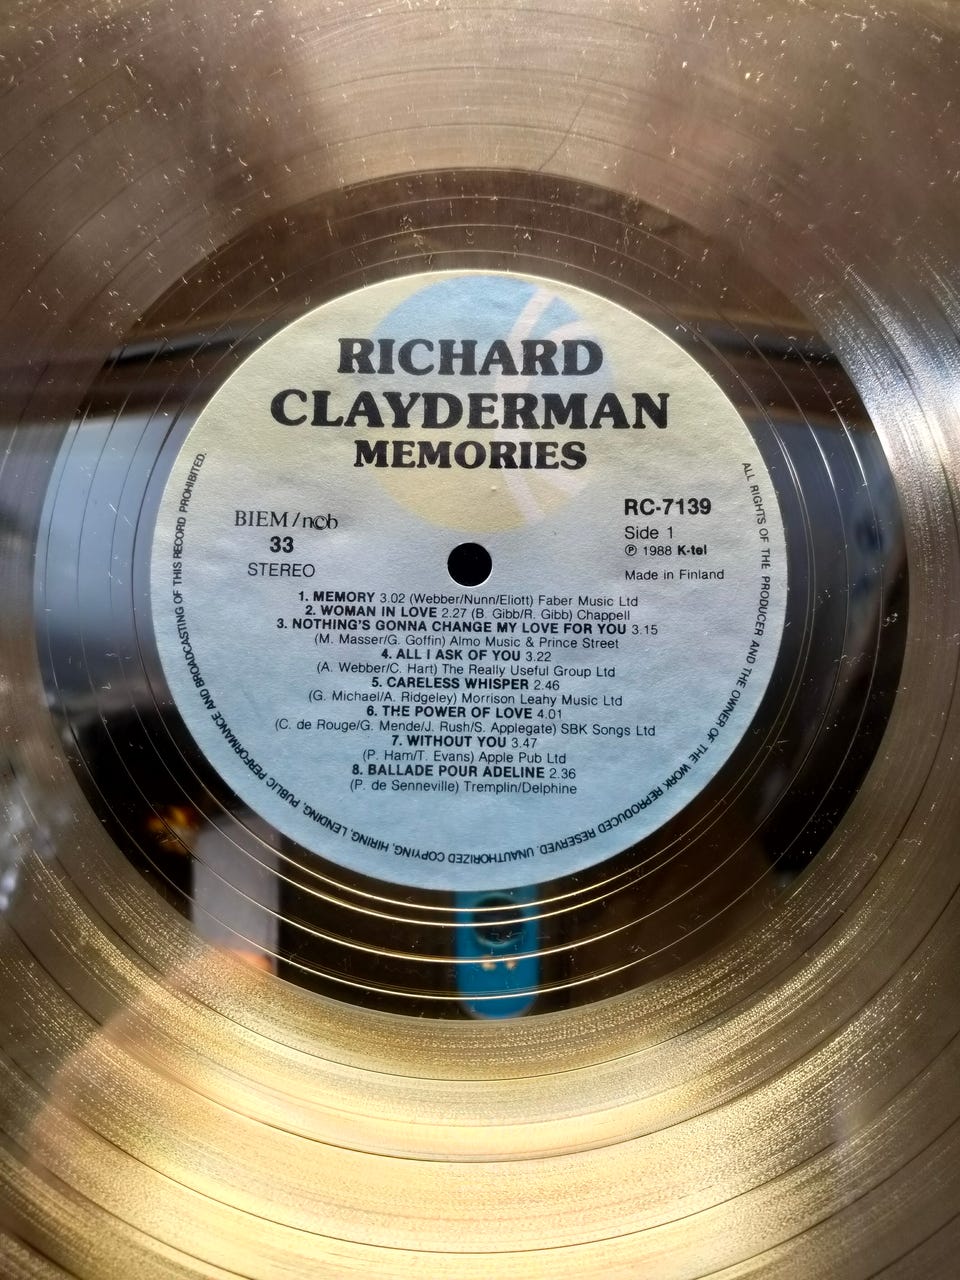 RICHARD
CLAYDERMAN
MEMORIES
BIEM/n©b
33
STEREO
RC-7139
Side 1
℗ 1988 K-tel
Made in Finland
1. MEMORY 3.02 (Webber/Nunn/Eliott) Faber Music Ltd
2. WOMAN IN LOVE 2.27 (B. Gibb/R. Gibb) Chappell
3. NOTHING'S GONNA CHANGE MY LOVE FOR YOU 3.15
(M. Masser/G. Goffin) Almo Music & Prince Street
4. ALL I ASK OF YOU 3.22
(A. Webber/C. Hart) The Really Useful Group Ltd
5. CARELESS WHISPER 2.46
(G. Michael/A. Ridgeley) Morrison Leahy Music Ltd
6. THE POWER OF LOVE 4.01
(C. de Rouge/G. Mende/J. Rush/S. Applegate) SBK Songs Ltd
7. WITHOUT YOU 3.47
(P. Ham/T. Evans) Apple Pub Ltd
8. BALLADE POUR ADELINE 2.36
(P. de Senneville) Tremplin/Delphine
ALL RIGHTS OF THE PRODUCER AND THE OWNER OF THE WORK REPRODUCED RESERVED. UNAUTHORIZED COPYING, HIRING, LENDING, PUBLIC PERFORMANCE AND BROADCASTING OF THIS RECORD PROHIBITED.